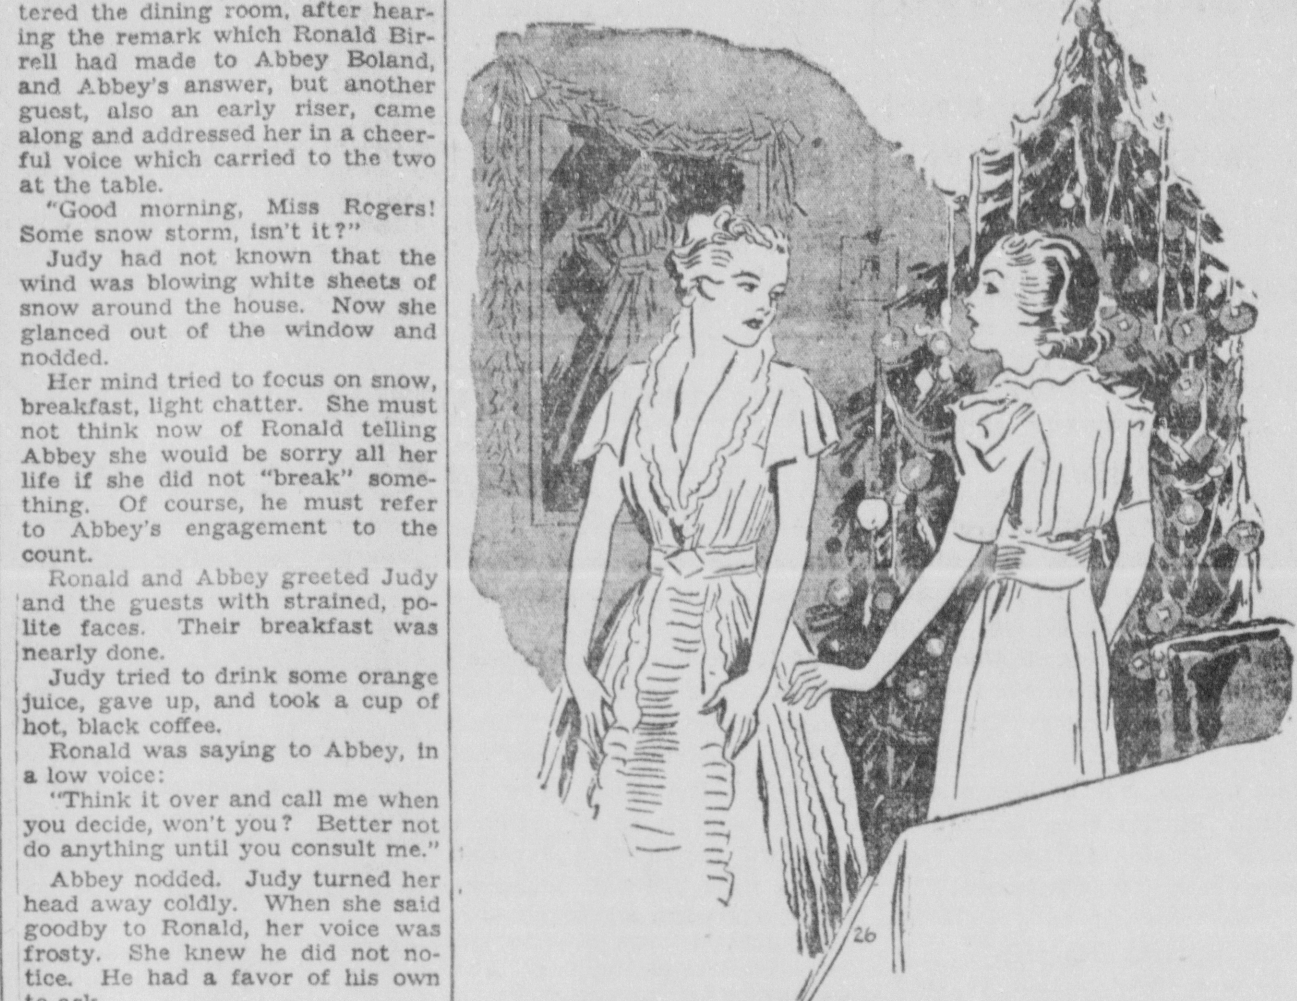 tered the dining room, after hear-
ing the remark which Ronald Bir-
rell had made to Abbey Boland,
and Abbey's answer, but another
guest, also an early riser, came
along and addressed her in a cheer-
ful voice which carried to the two
at the table.
"Good morning, Miss Rogers!
Some snow storm, isn't it?"
Judy had not known that the
wind was blowing white sheets of
snow around the house. Now she
glanced out of the window and
nodded.
Her mind tried to focus on snow,
breakfast, light chatter. She must
not think now of Ronald telling
Abbey she would be sorry all her
life if she did not "break" some-
thing. Of course, he must refer
to Abbey's engagement to the
count.
Ronald and Abbey greeted Judy
and the guests with strained, po-
lite faces. Their breakfast was
nearly done.
Judy tried to drink some orange
juice, gave up, and took a cup of
hot, black coffee.
Ronald was saying to Abbey, in
a low voice:
"Think it over and call me when
you decide, won't you? Better not
do anything until you consult me."
Abbey nodded. Judy turned her
head away coldly. When she said
goodby to Ronald, her voice was
frosty. She knew he did not no-
tice. He had a favor of his own
to ask
26